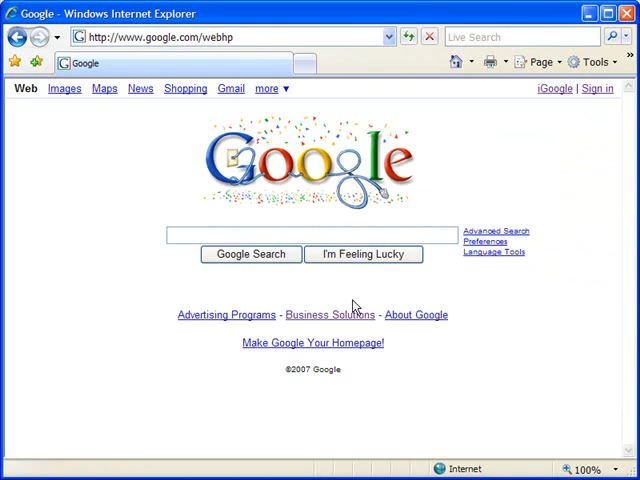 Google - Windows Internet Explorer
http://www.google.com/webhp
Live Search
Google
Page
Tools
Web Images Maps News Shopping Gmail more ▼
iGoogle | Sign in
Google
Advanced Search
Preferences
Language Tools
Google Search I'm Feeling Lucky
Advertising Programs - Business Solutions - About Google
Make Google Your Homepage!
©2007 Google
Internet
100%